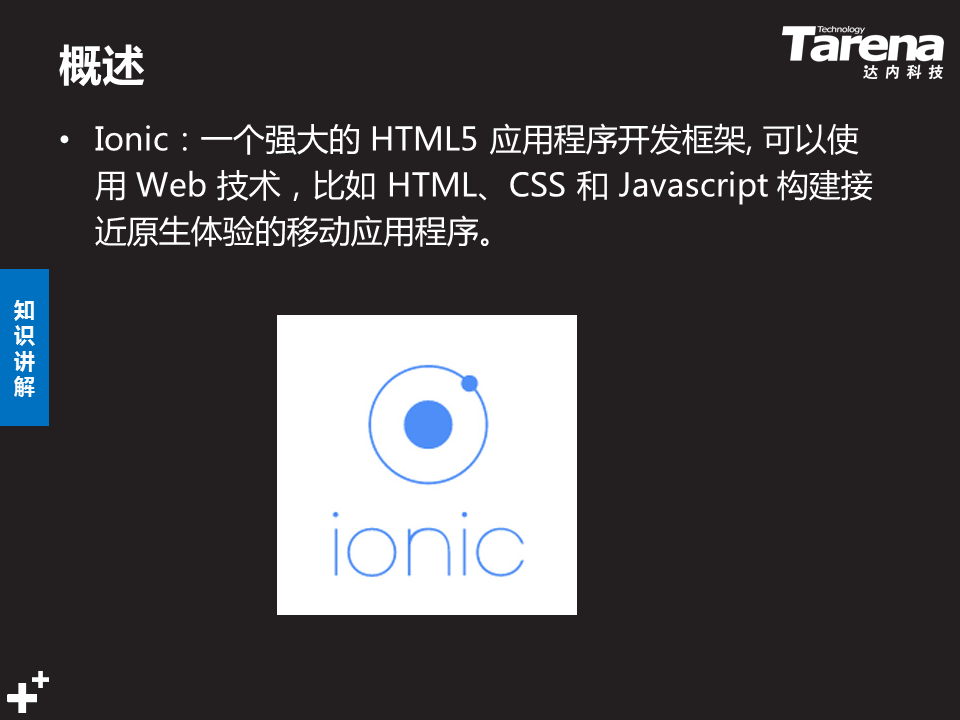 Technology
Tarena
达内科技
概述
• Ionic：一个强大的 HTML5 应用程序开发框架, 可以使
用 Web 技术，比如 HTML、CSS 和 Javascript 构建接
近原生体验的移动应用程序。
知
识
讲
解
ionic